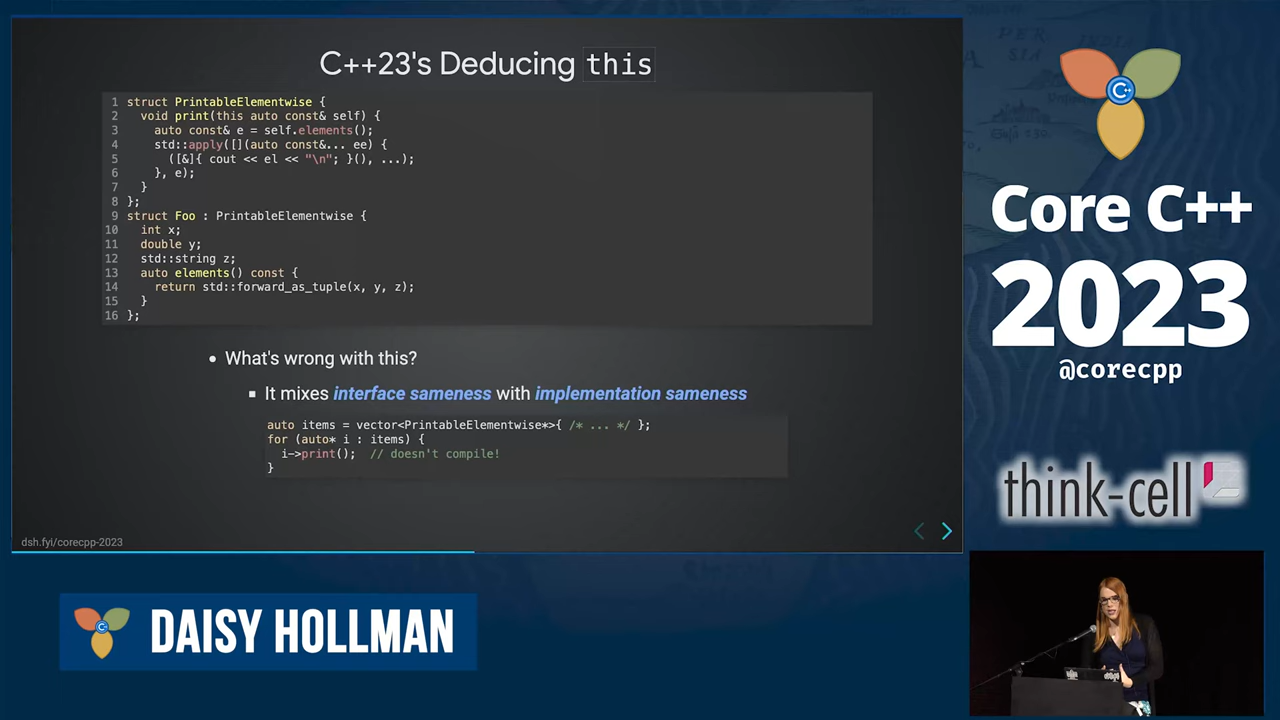 C++23's Deducing this
1 struct PrintableElementwise {
2   void print(this auto const& self) {
3     auto const& e = self.elements();
4     std::apply([](auto const&... ee) {
5       ([&]{ cout << el << "\n"; }(), ...);
6     }, e);
7   }
8 };
9 struct Foo : PrintableElementwise {
10   int x;
11   double y;
12   std::string z;
13   auto elements() const {
14     return std::forward_as_tuple(x, y, z);
15   }
16 };
• What's wrong with this?
▪ It mixes interface sameness with implementation sameness
auto items = vector<PrintableElementwise*>{ /* ... */ };
for (auto* i : items) {
  i->print();  // doesn't compile!
}
dsh.fyi/corecpp-2023
C++
Core C++
2023
@corecpp
think-cell
C++
DAISY HOLLMAN